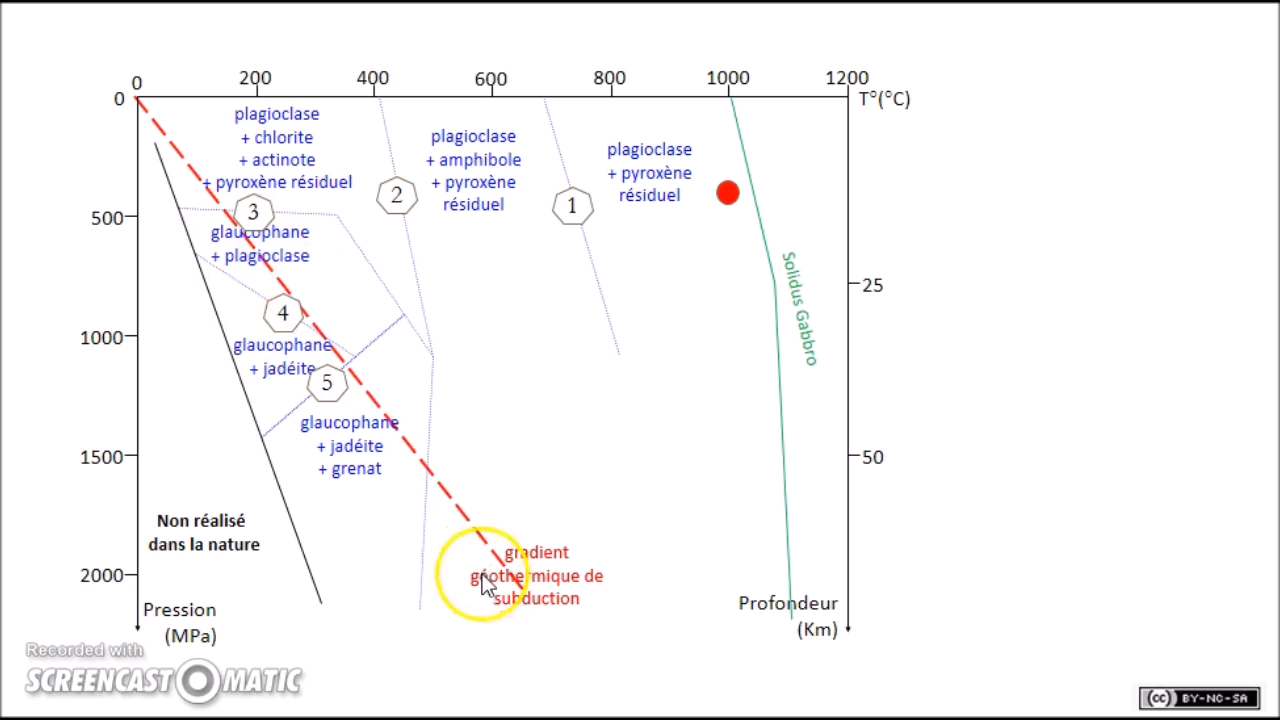 0
200
400
600
800
1000
1200
0
T°(°C)
plagioclase
+ chlorite
+ actinote
+ pyroxène résiduel
plagioclase
+ amphibole
+ pyroxène
résiduel
plagioclase
+ pyroxène
résiduel
2
1
3
500
glaucophane
+ plagioclase
Solidus Gabbro
25
4
1000
glaucophane
+ jadéite
5
glaucophane
+ jadéite
+ grenat
1500
50
Non réalisé
dans la nature
gradient
géothermique de
subduction
2000
Pression
(MPa)
Profondeur
(Km)
Recorded with
SCREENCAST O MATIC
cc BY-NC-SA